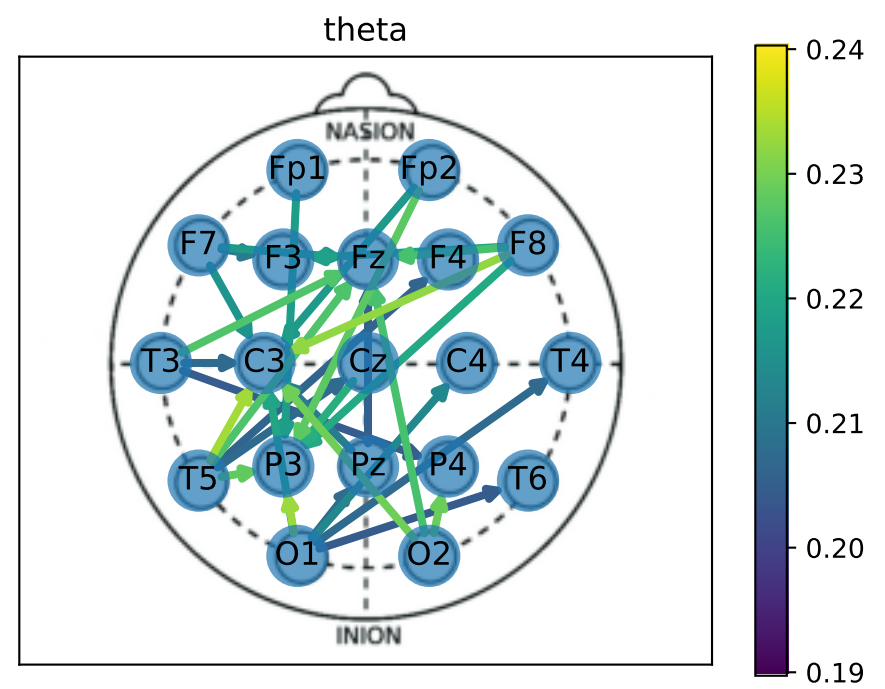 theta
NASION
Fp1 Fp2
F7 F3 Fz F4 F8
T3 C3 Cz C4 T4
T5 P3 Pz P4 T6
O1 O2
INION
0.24
0.23
0.22
0.21
0.20
0.19